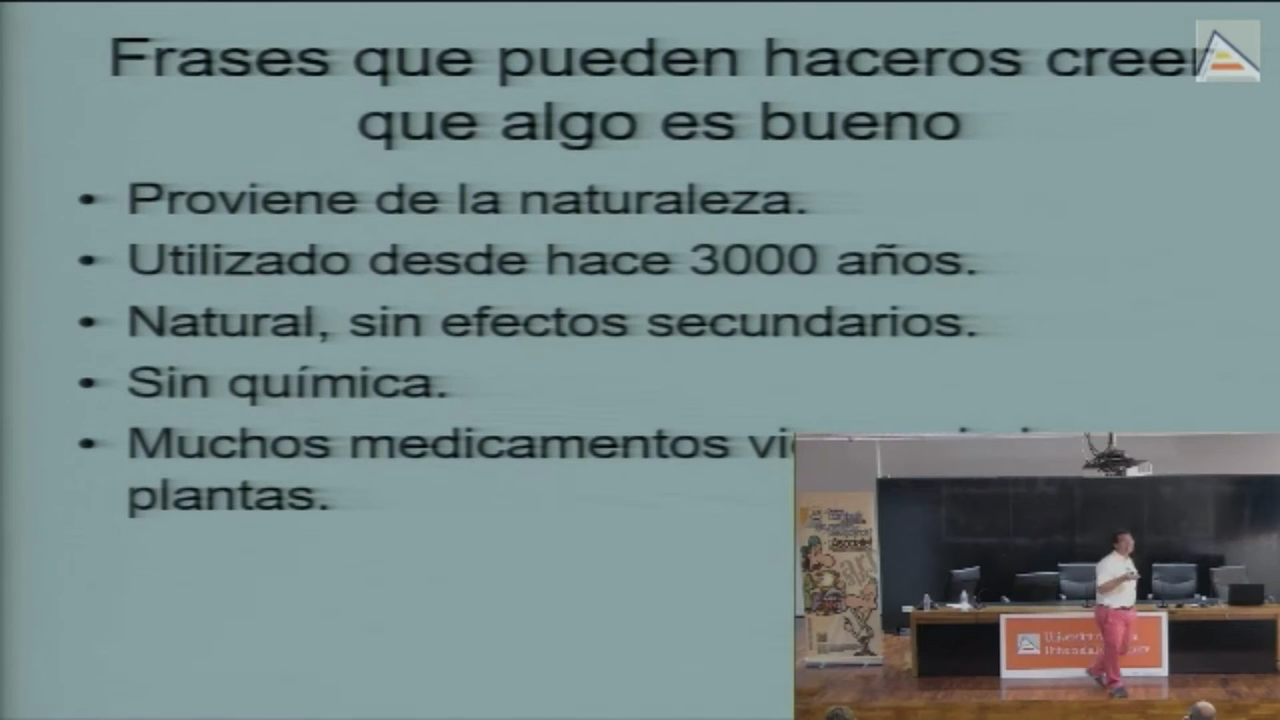 Frases que pueden haceros creer
que algo es bueno
• Proviene de la naturaleza.
• Utilizado desde hace 3000 años.
• Natural, sin efectos secundarios.
• Sin química.
• Muchos medicamentos
plantas.